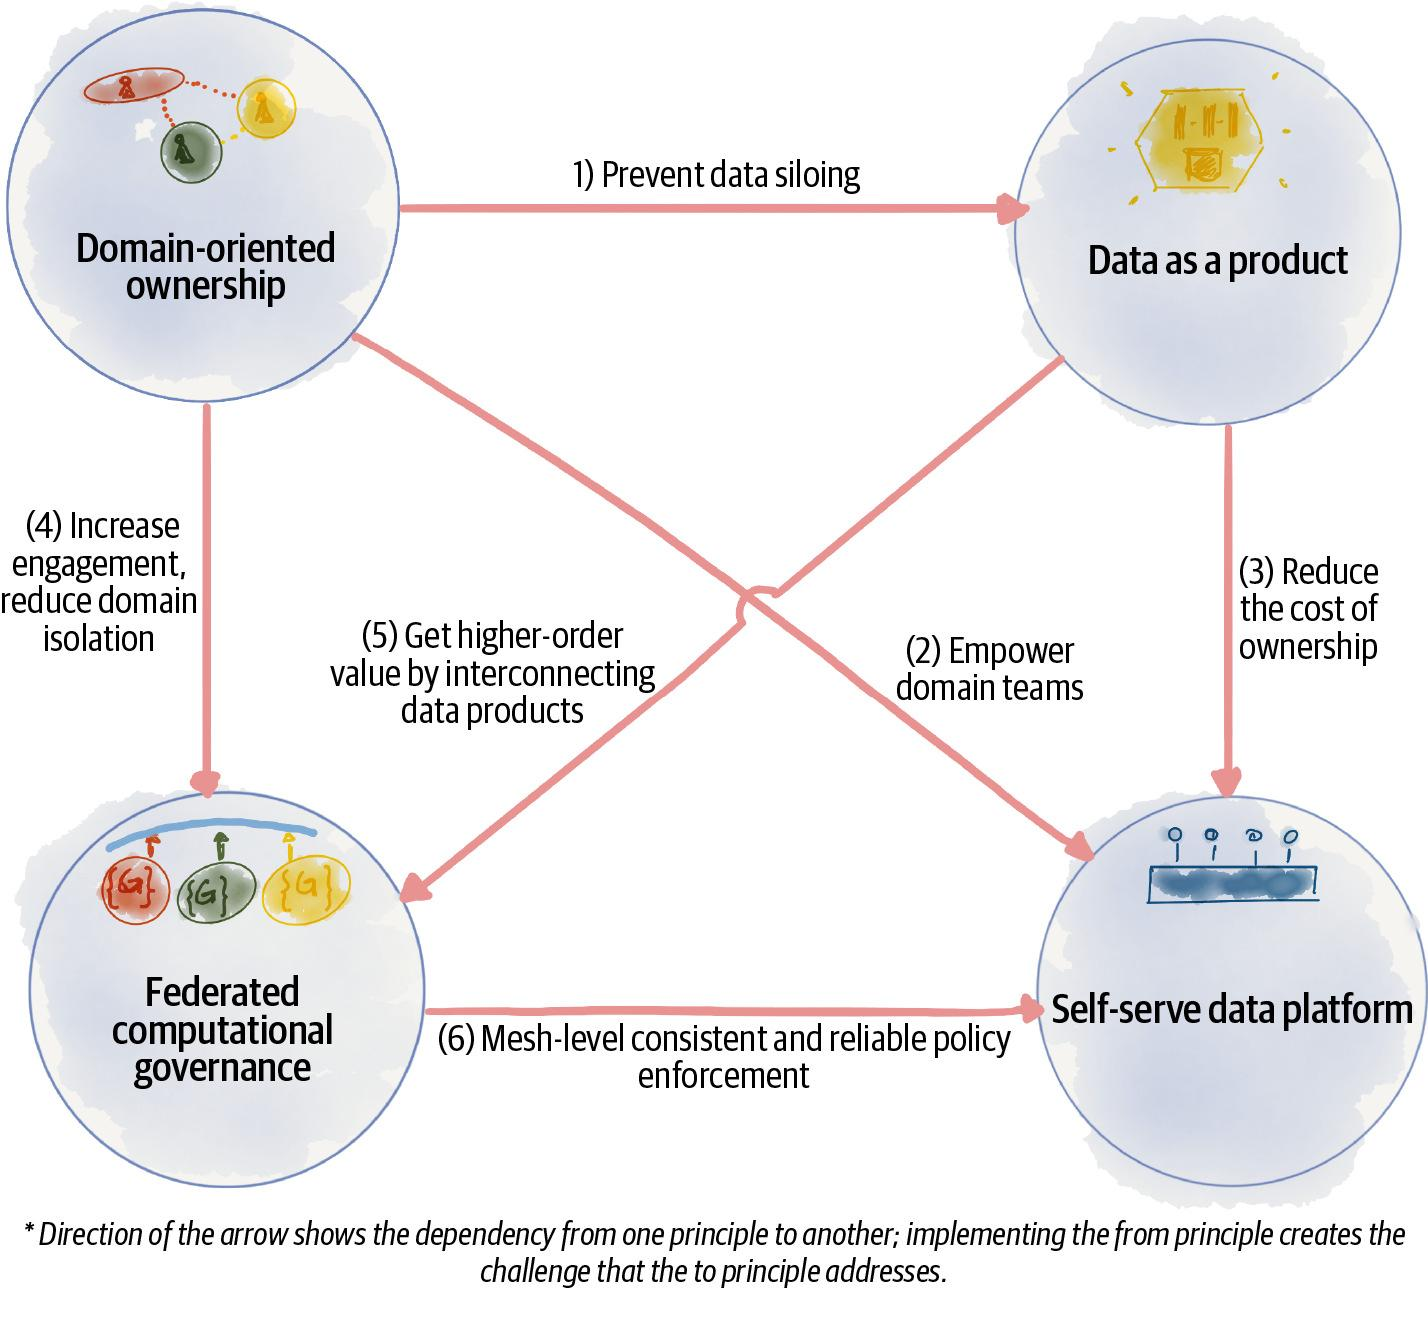 1) Prevent data siloing
Domain-oriented
ownership
Data as a product
(4) Increase
engagement,
reduce domain
isolation
(5) Get higher-order
value by interconnecting
data products
(2) Empower
domain teams
(3) Reduce
the cost of
ownership
{G} {G} {G}
Federated
computational
governance
Self-serve data platform
(6) Mesh-level consistent and reliable policy
enforcement
* Direction of the arrow shows the dependency from one principle to another; implementing the from principle creates the
challenge that the to principle addresses.